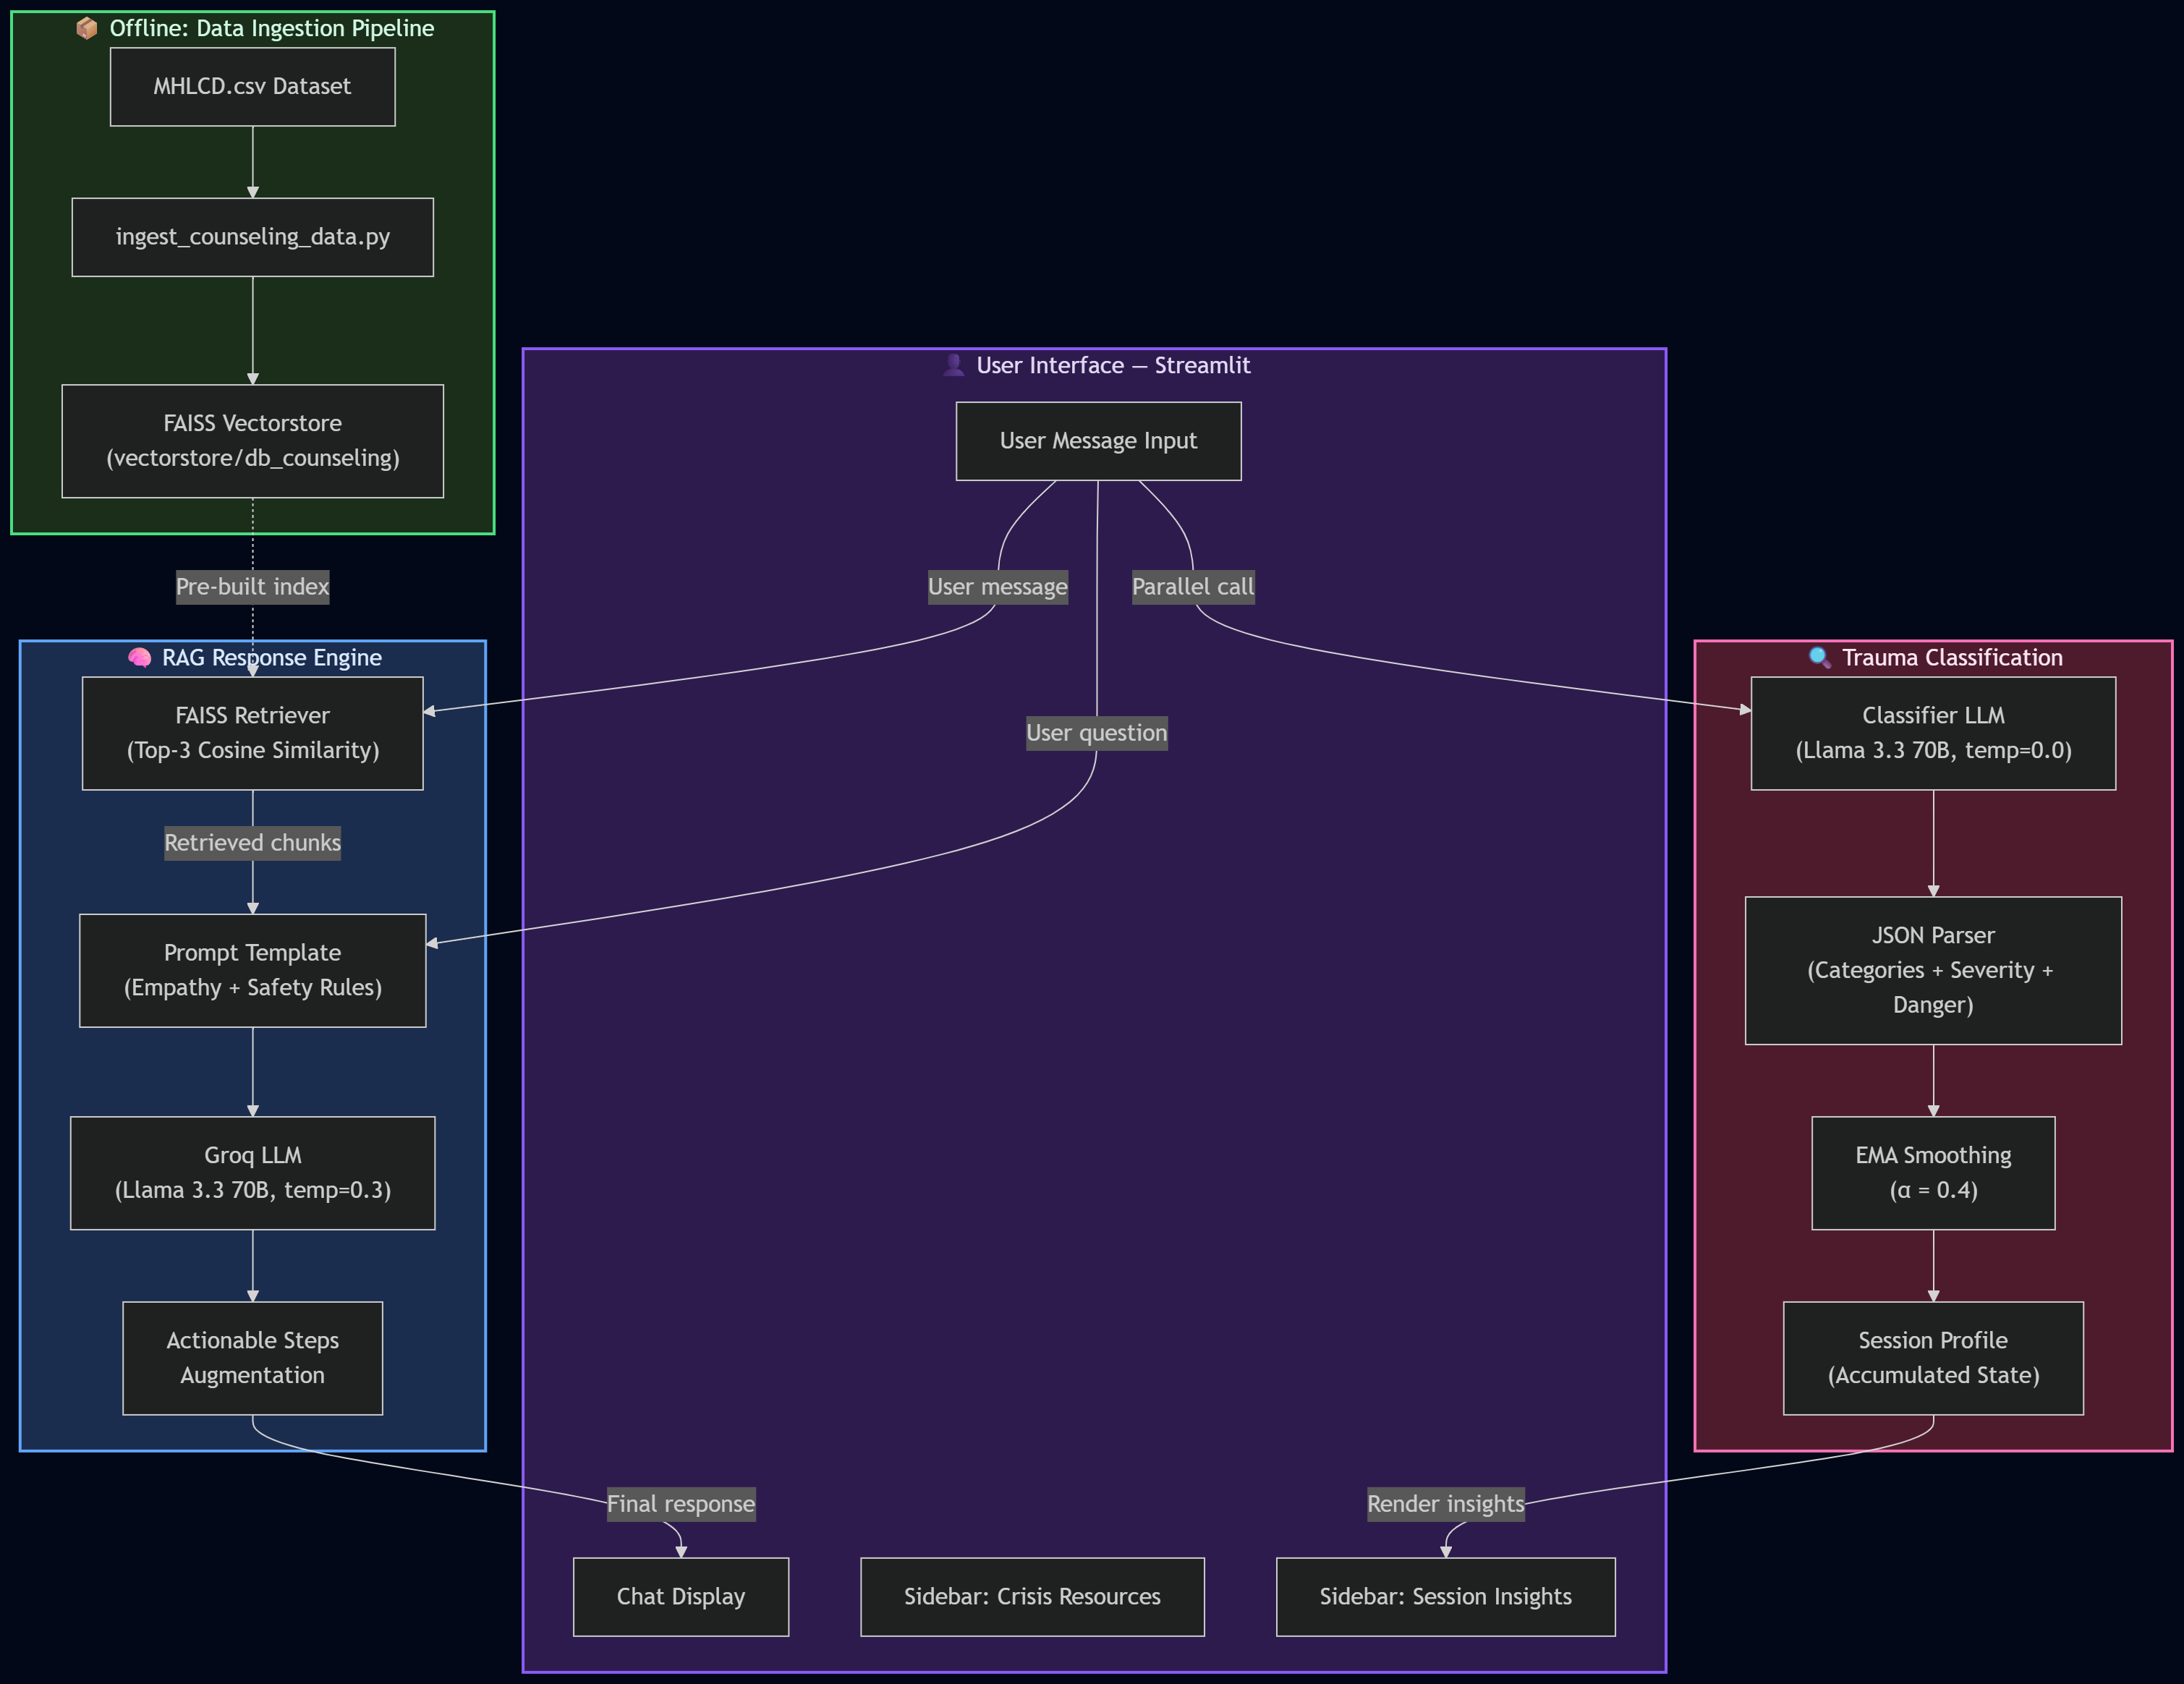 📦 Offline: Data Ingestion Pipeline
MHLCD.csv Dataset
ingest_counseling_data.py
FAISS Vectorstore
(vectorstore/db_counseling)
Pre-built index
👤 User Interface – Streamlit
User Message Input
User message
Parallel call
User question
🧠 RAG Response Engine
FAISS Retriever
(Top-3 Cosine Similarity)
Retrieved chunks
Prompt Template
(Empathy + Safety Rules)
Groq LLM
(Llama 3.3 70B, temp=0.3)
Actionable Steps
Augmentation
🔍 Trauma Classification
Classifier LLM
(Llama 3.3 70B, temp=0.0)
JSON Parser
(Categories + Severity +
Danger)
EMA Smoothing
(α = 0.4)
Session Profile
(Accumulated State)
Final response
Render insights
Chat Display
Sidebar: Crisis Resources
Sidebar: Session Insights